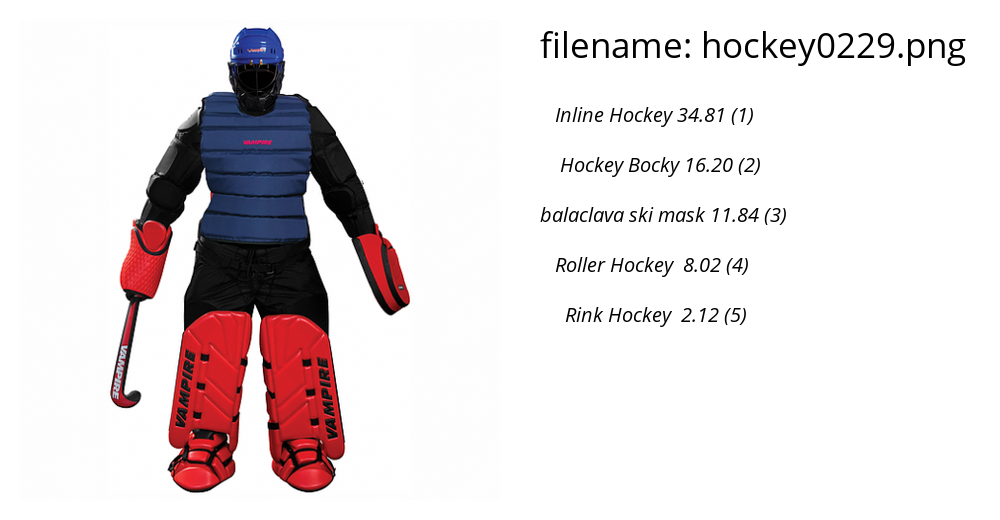 filename: hockey0229.png
Inline Hockey 34.81 (1)
Hockey Bocky 16.20 (2)
balaclava ski mask 11.84 (3)
Roller Hockey 8.02 (4)
Rink Hockey 2.12 (5)
VAMPIRE
VAMPIRE
VAMPIRE
VAMPIRE